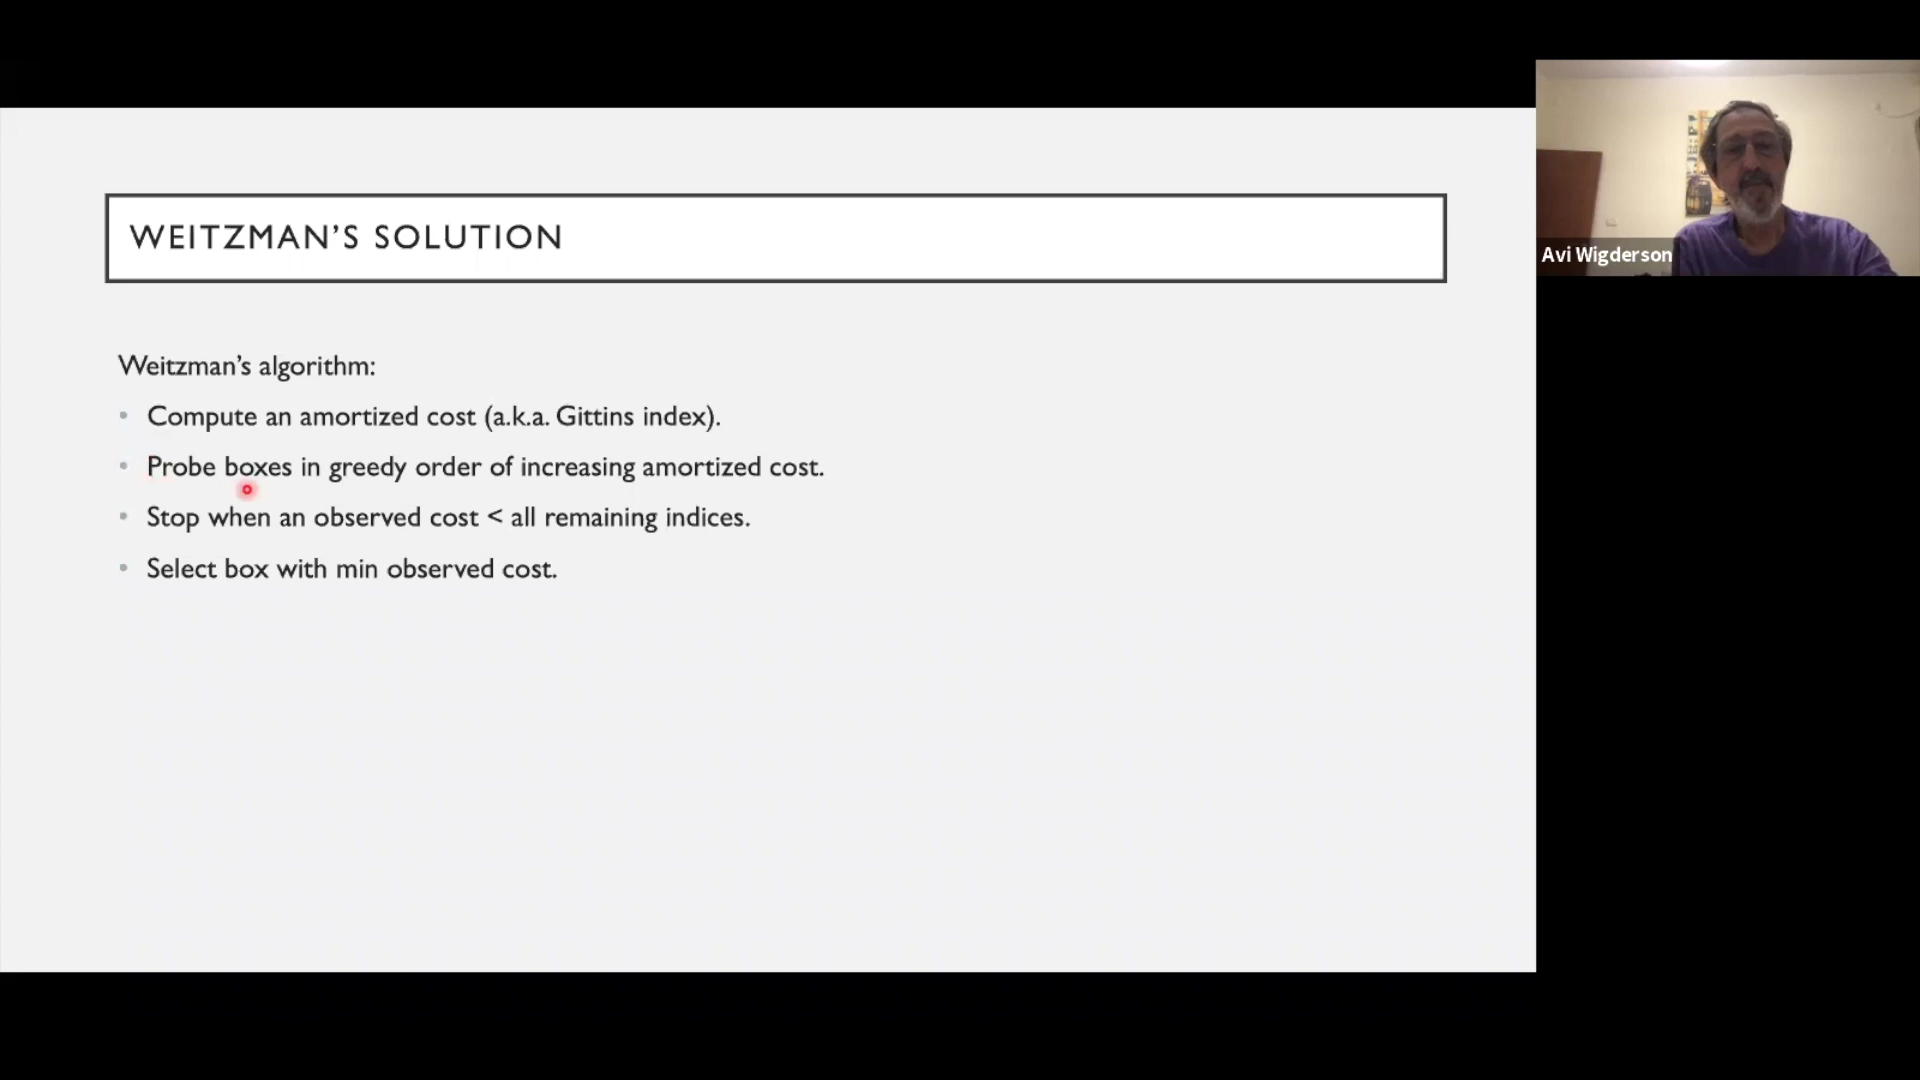 WEITZMAN'S SOLUTION
Avi Wigderson
Weitzman's algorithm:
• Compute an amortized cost (a.k.a. Gittins index).
• Probe boxes in greedy order of increasing amortized cost.
• Stop when an observed cost < all remaining indices.
• Select box with min observed cost.